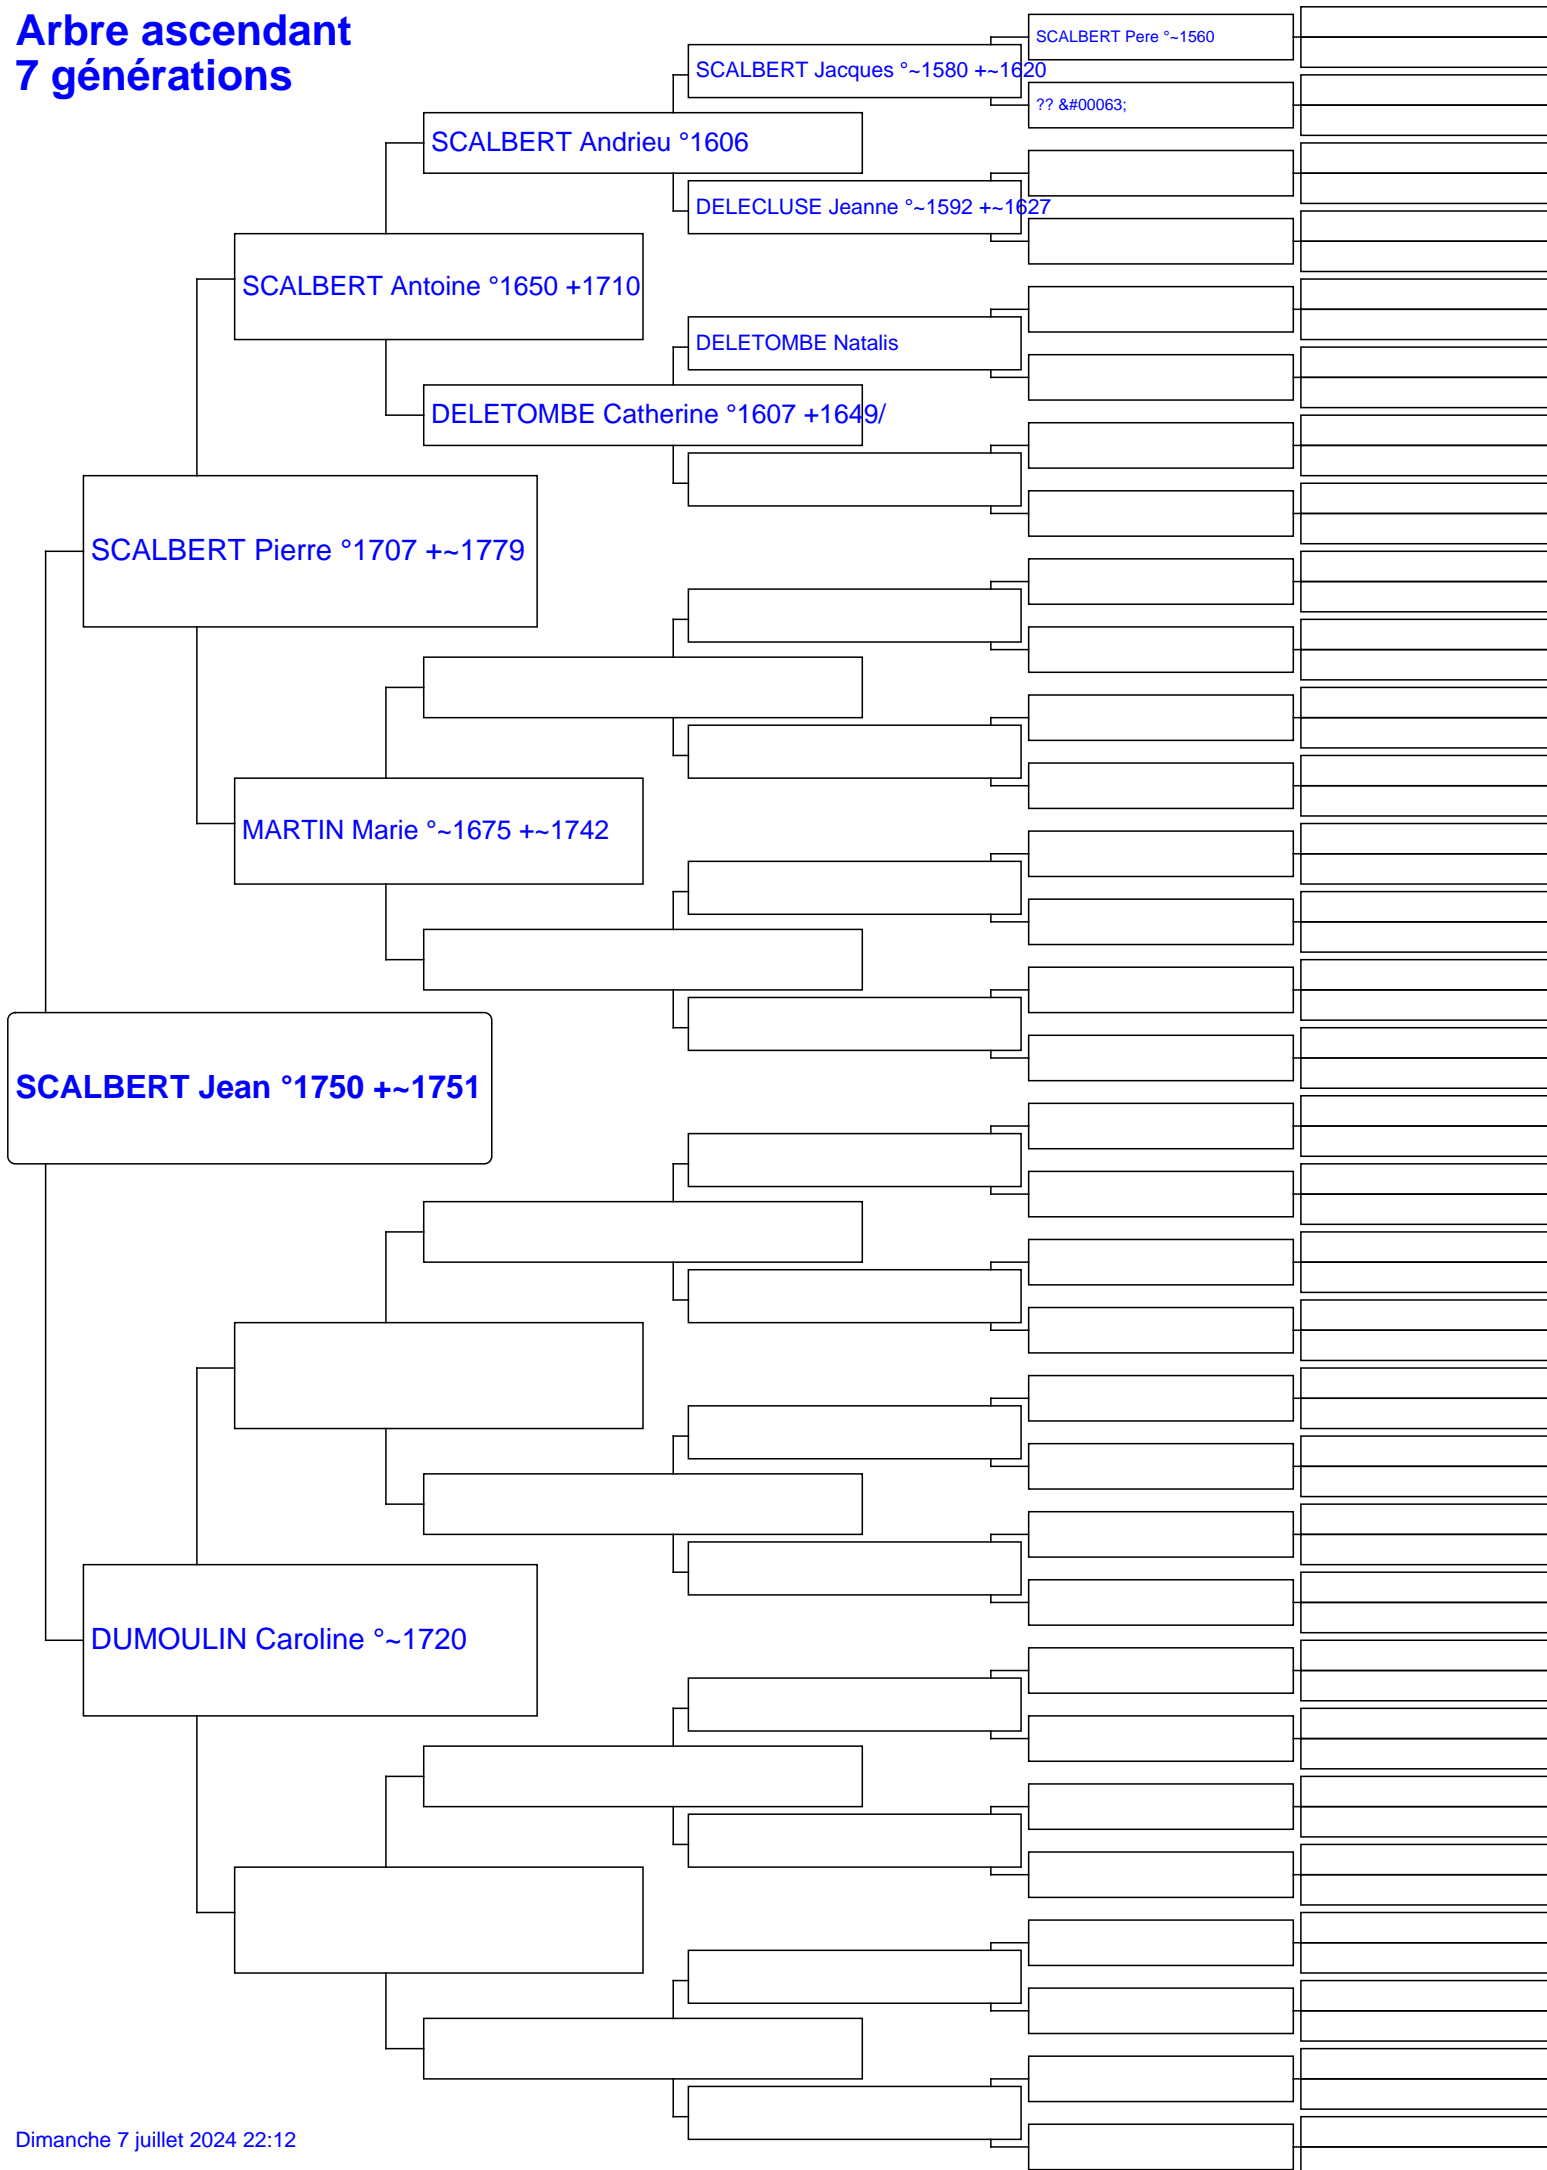 Arbre ascendant
7 générations
SCALBERT Pere °~1560
SCALBERT Jacques °~1580 +~1620
?? &#00063;
SCALBERT Andrieu °1606
DELECLUSE Jeanne °~1592 +~1627
SCALBERT Antoine °1650 +1710
DELETOMBE Natalis
DELETOMBE Catherine °1607 +1649/
SCALBERT Pierre °1707 +~1779
MARTIN Marie °~1675 +~1742
SCALBERT Jean °1750 +~1751
DUMOULIN Caroline °~1720
Dimanche 7 juillet 2024 22:12